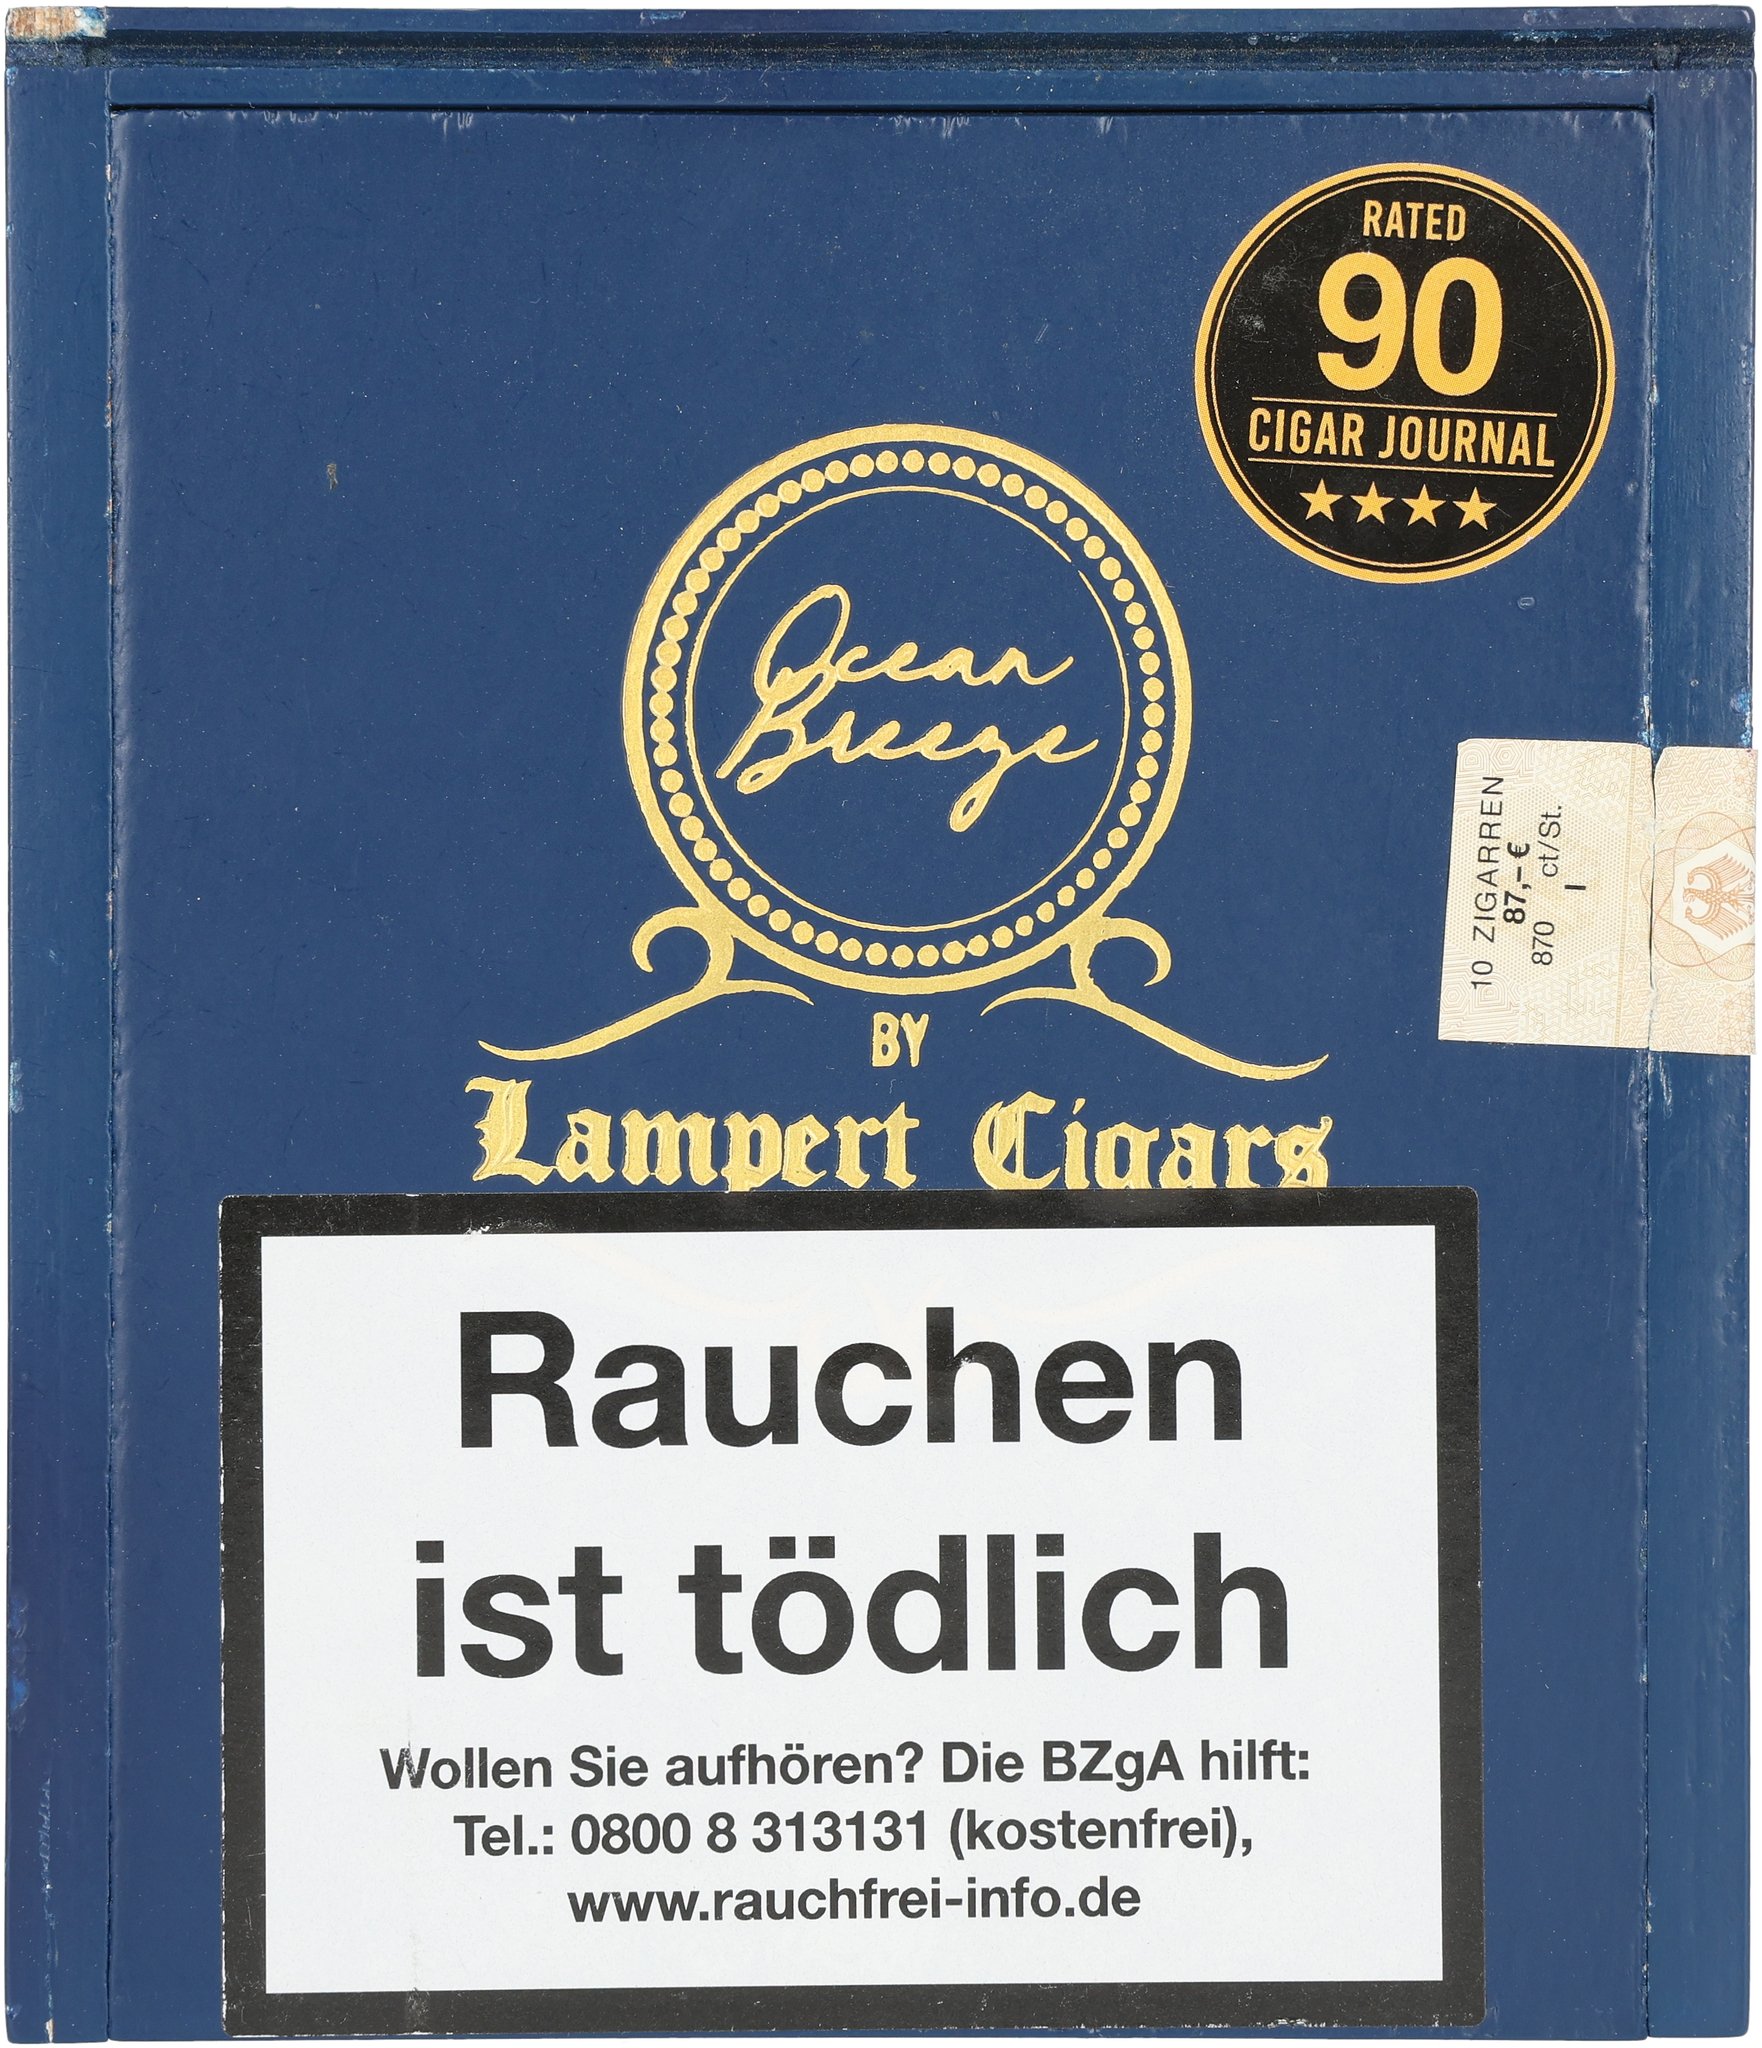 RATED
90
CIGAR JOURNAL
Ocean
Breeze
10 ZIGARREN
87,– €
870 ct/St.
I
BY
Lampert Cigars
Rauchen
ist tödlich
Wollen Sie aufhören? Die BZgA hilft:
Tel.: 0800 8 313131 (kostenfrei),
www.rauchfrei-info.de